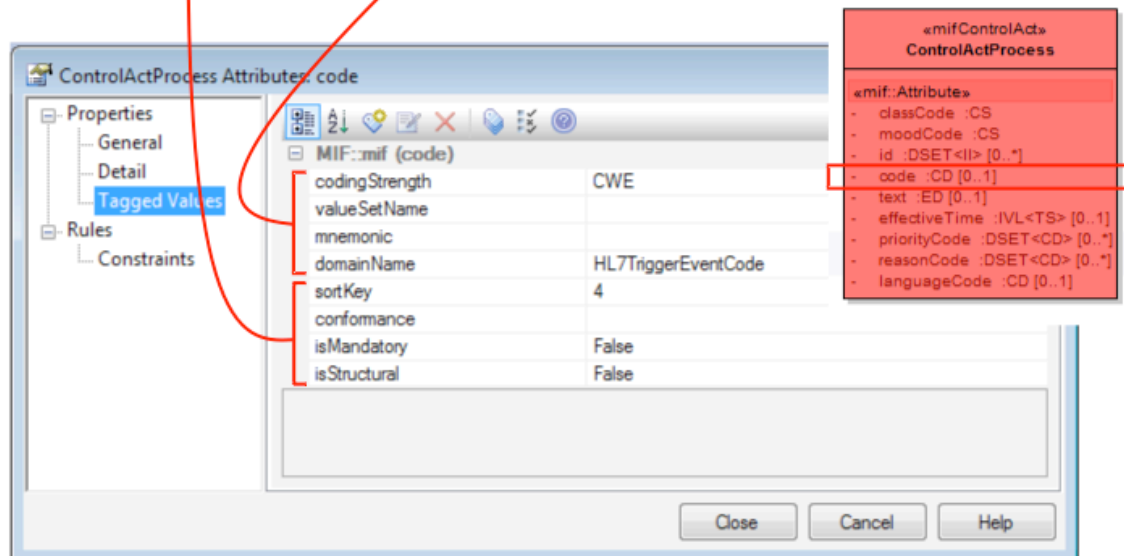 «mifControlAct»
ControlActProcess
«mif::Attribute»
- classCode :CS
- moodCode :CS
- id :DSET<II> [0..*]
- code :CD [0..1]
- text :ED [0..1]
- effectiveTime :IVL<TS> [0..1]
- priorityCode :DSET<CD> [0..*]
- reasonCode :DSET<CD> [0..*]
- languageCode :CD [0..1]
ControlActProcess Attributes: code
Properties
General
Detail
Tagged Values
Rules
Constraints
MIF::mif (code)
codingStrength CWE
valueSetName
mnemonic
domainName HL7TriggerEventCode
sortKey 4
conformance
isMandatory False
isStructural False
Close Cancel Help